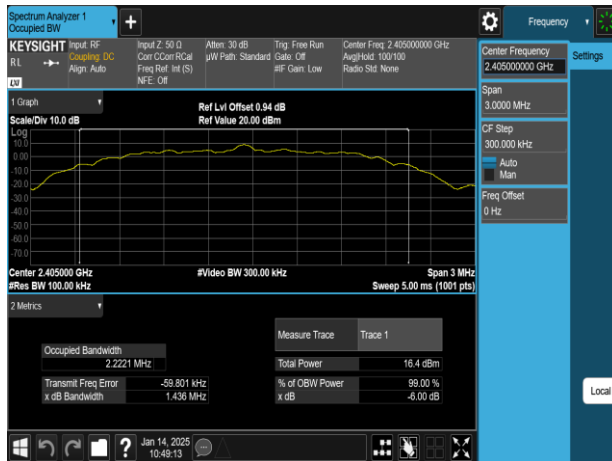 Spectrum Analyzer 1
Occupied BW
Frequency
KEYSIGHT
RL
LXI
Input: RF
Coupling: DC
Align: Auto
Input Z: 50 Ω
Corr CCorr RCal
Freq Ref: Int (S)
NFE: Off
Atten: 30 dB
µW Path: Standard
Trig: Free Run
Gate: Off
#IF Gain: Low
Center Freq: 2.405000000 GHz
Avg|Hold: 100/100
Radio Std: None
Center Frequency
2.405000000 GHz
Settings
Span
3.0000 MHz
CF Step
300.000 kHz
Auto
Man
Freq Offset
0 Hz
Local
1 Graph
Scale/Div 10.0 dB
Ref Lvl Offset 0.94 dB
Ref Value 20.00 dBm
Log
10.0
0.00
-10.0
-20.0
-30.0
-40.0
-50.0
-60.0
-70.0
Center 2.405000 GHz
#Video BW 300.00 kHz
Span 3 MHz
#Res BW 100.00 kHz
Sweep 5.00 ms (1001 pts)
2 Metrics
Measure Trace Trace 1
Occupied Bandwidth
2.2221 MHz
Total Power 16.4 dBm
Transmit Freq Error -59.801 kHz
% of OBW Power 99.00 %
x dB Bandwidth 1.436 MHz
x dB -6.00 dB
Jan 14, 2025
10:49:13